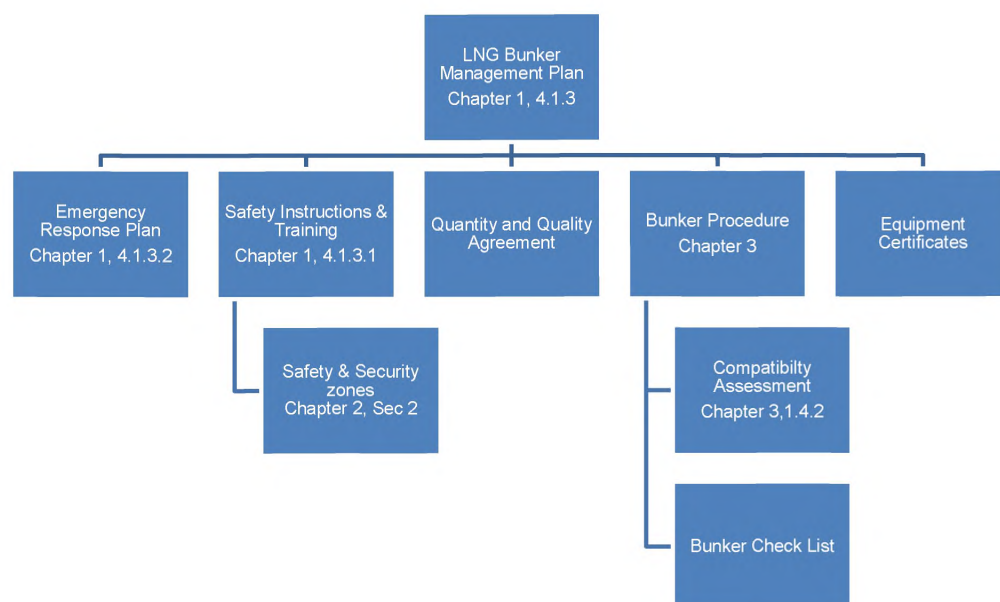 LNG Bunker
Management Plan
Chapter 1, 4.1.3
Emergency
Response Plan
Chapter 1, 4.1.3.2
Safety Instructions &
Training
Chapter 1, 4.1.3.1
Quantity and Quality
Agreement
Bunker Procedure
Chapter 3
Equipment
Certificates
Safety & Security
zones
Chapter 2, Sec 2
Compatibilty
Assessment
Chapter 3,1.4.2
Bunker Check List